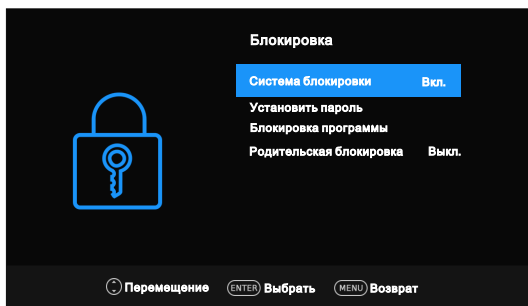 Блокировка
Система блокировки Вкл.
Установить пароль
Блокировка программы
Родительская блокировка Выкл.
Перемещение ENTER Выбрать MENU Возврат